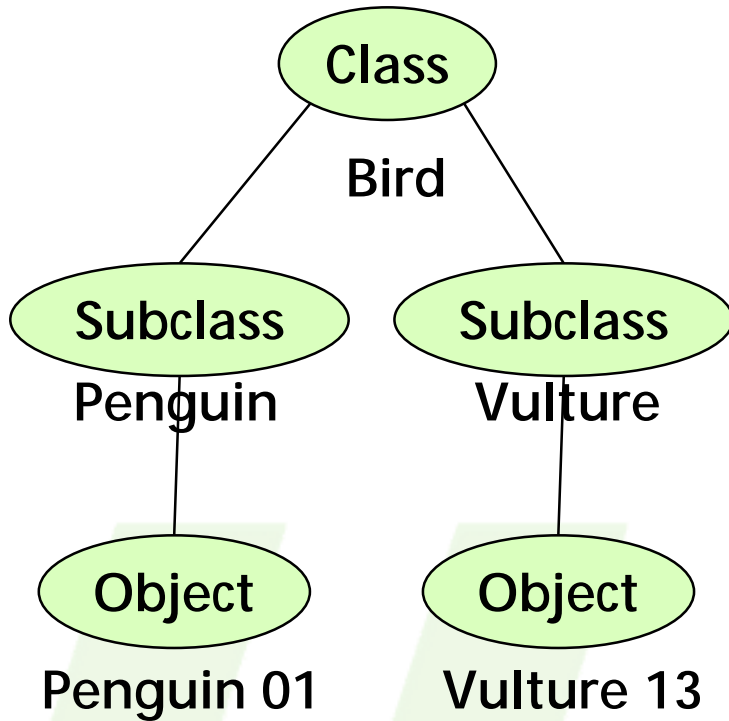 Class
Bird
Subclass Subclass
Penguin Vulture
Object Object
Penguin 01 Vulture 13